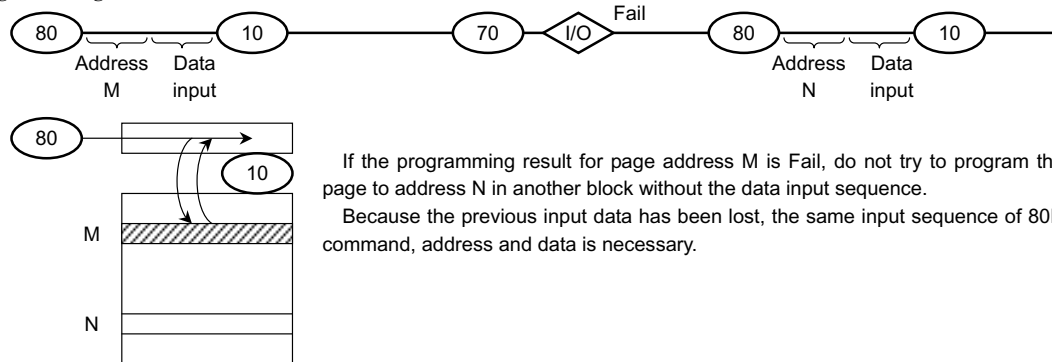 80 10 70 I/O Fail 80 10
Address Data Address Data
M input N input
80
10
If the programming result for page address M is Fail, do not try to program th
page to address N in another block without the data input sequence.
Because the previous input data has been lost, the same input sequence of 80
command, address and data is necessary.
M
N